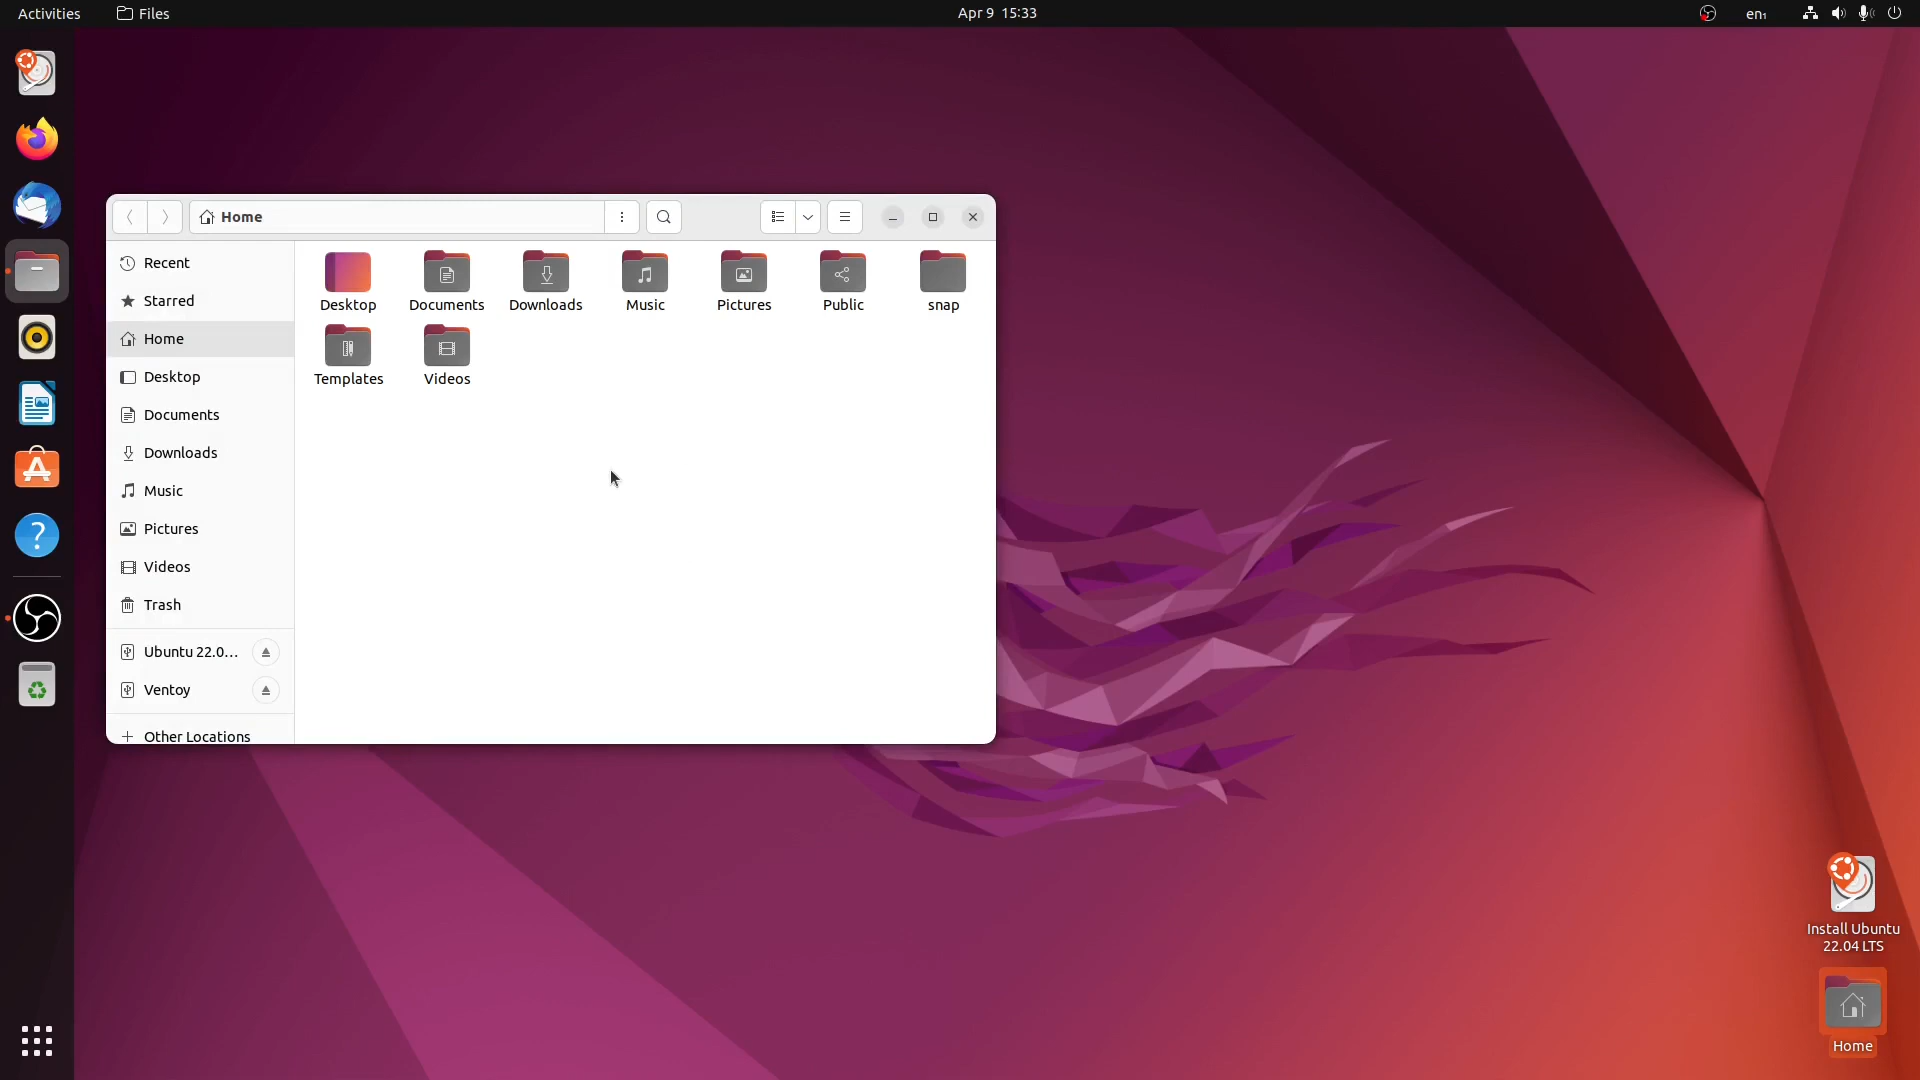 Activities
Files
Apr 9 15:33
en₁
Home
Recent
Starred
Home
Desktop
Documents
Downloads
Music
Pictures
Videos
Trash
Ubuntu 22.0...
Ventoy
Other Locations
Desktop
Documents
Downloads
Music
Pictures
Public
snap
Templates
Videos
Install Ubuntu
22.04 LTS
Home